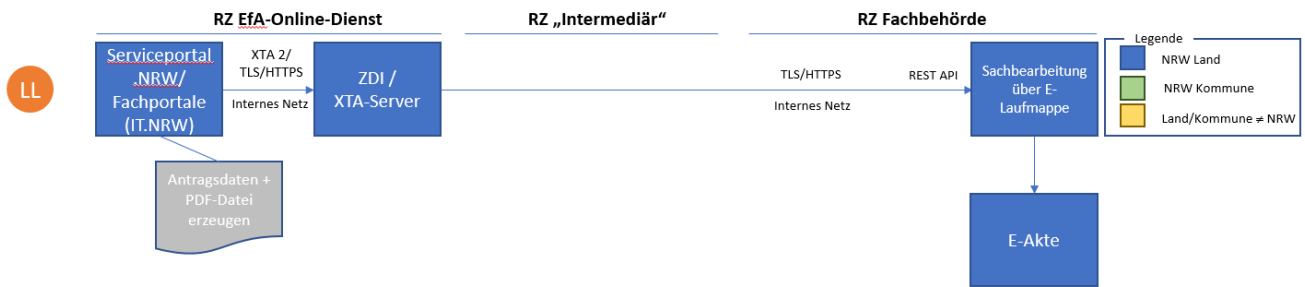 RZ EfA-Online-Dienst
RZ „Intermediär“
RZ Fachbehörde
LL
Serviceportal
.NRW/
Fachportale
(IT.NRW)
XTA 2/
TLS/HTTPS
Internes Netz
ZDI /
XTA-Server
TLS/HTTPS
Internes Netz
REST API
Sachbearbeitung
über E-
Laufmappe
Legende
NRW Land
NRW Kommune
Land/Kommune ≠ NRW
Antragsdaten +
PDF-Datei
erzeugen
E-Akte